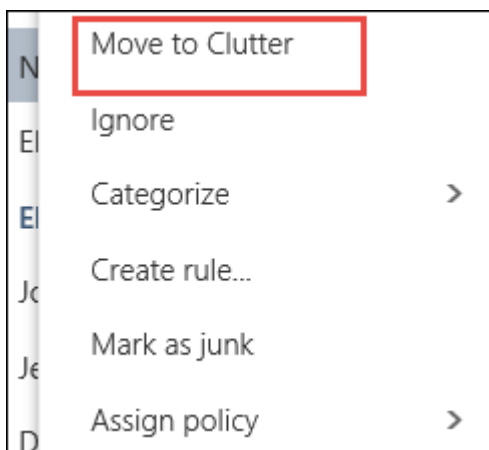 Move to Clutter
Ignore
Categorize
Create rule...
Mark as junk
Assign policy